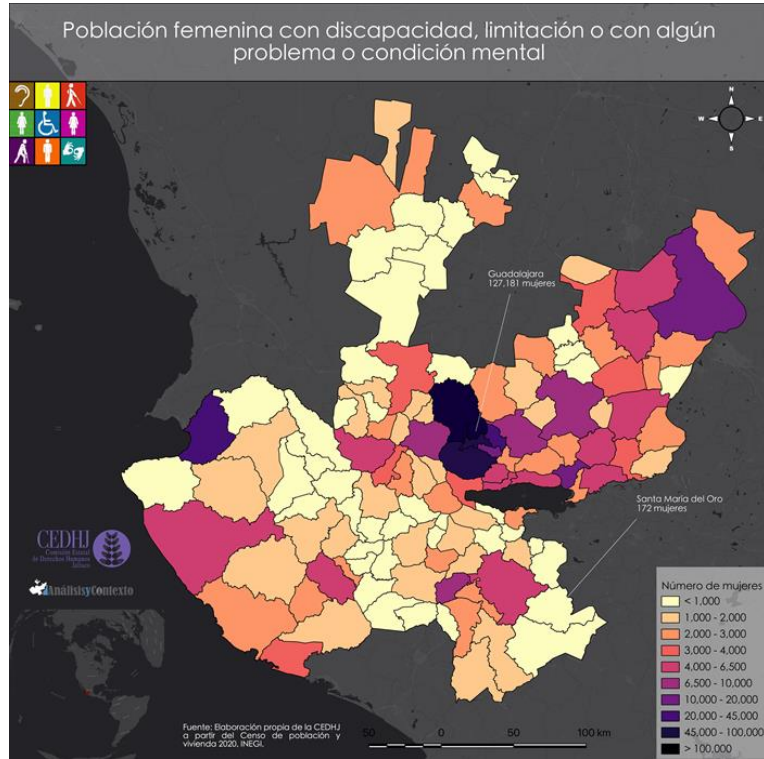 Población femenina con discapacidad, limitación o con algún
problema o condición mental
N
W
E
S
Guadalajara
127,181 mujeres
Santa María del Oro
172 mujeres
CEDHJ
Comisión Estatal
de Derechos Humanos
Jalisco
AnálisisyContexto
Número de mujeres
< 1,000
1,000 - 2,000
2,000 - 3,000
3,000 - 4,000
4,000 - 6,500
6,500 - 10,000
10,000 - 20,000
20,000 - 45,000
45,000 - 100,000
> 100,000
Fuente: Elaboración propia de la CEDHJ
a partir del Censo de población y
vivienda 2020, INEGI.
50 0 50 100 km